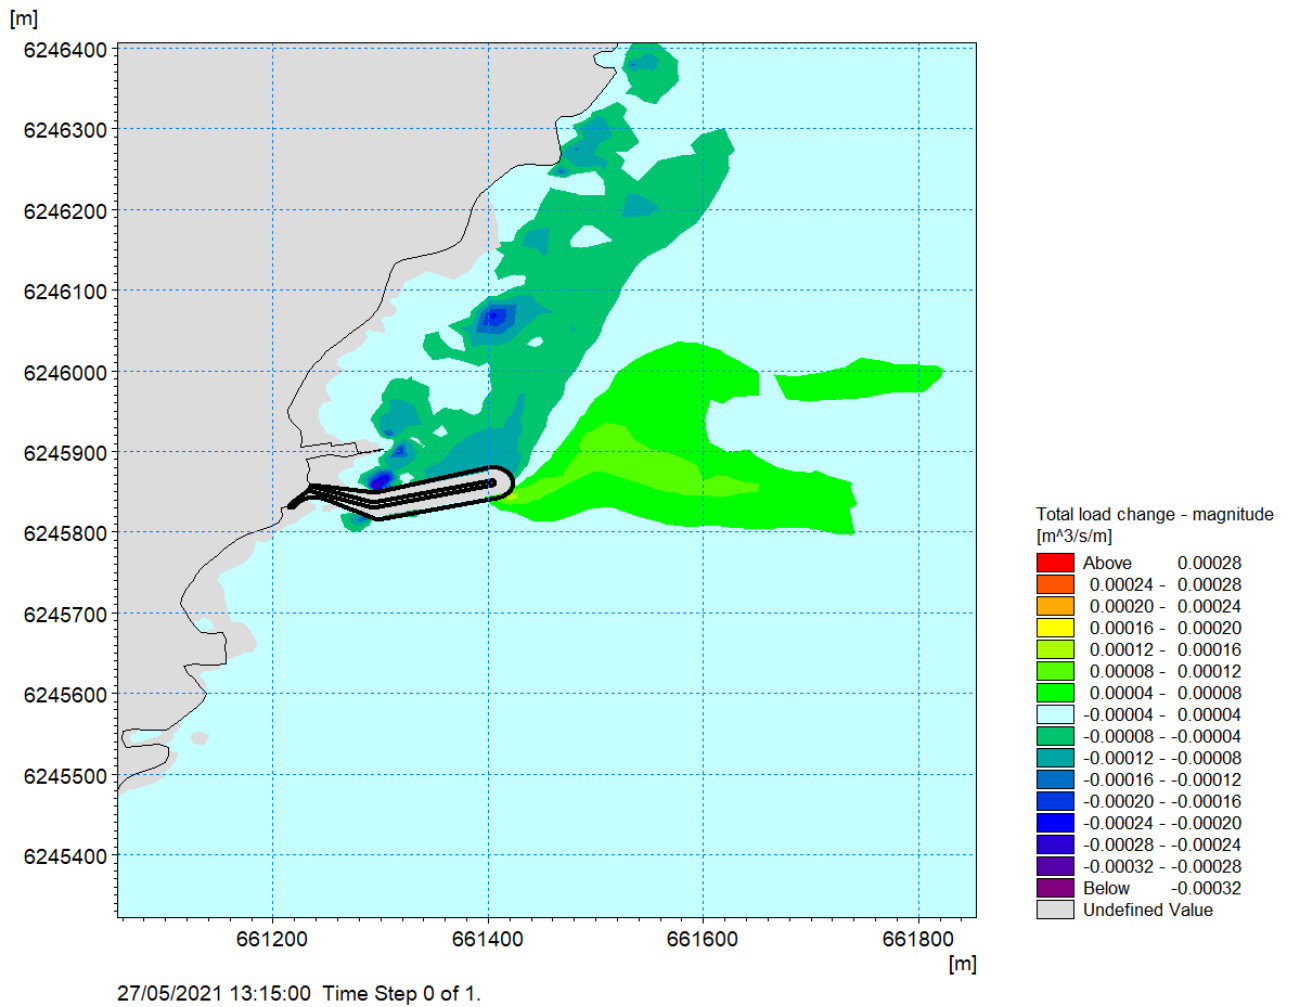 [m]
6246400
6246300
6246200
6246100
6246000
6245900
6245800
6245700
6245600
6245500
6245400
661200
661400
661600
661800
[m]
27/05/2021 13:15:00 Time Step 0 of 1.
Total load change - magnitude
[m^3/s/m]
Above 0.00028
0.00024 - 0.00028
0.00020 - 0.00024
0.00016 - 0.00020
0.00012 - 0.00016
0.00008 - 0.00012
0.00004 - 0.00008
-0.00004 - 0.00004
-0.00008 - -0.00004
-0.00012 - -0.00008
-0.00016 - -0.00012
-0.00020 - -0.00016
-0.00024 - -0.00020
-0.00028 - -0.00024
-0.00032 - -0.00028
Below -0.00032
Undefined Value